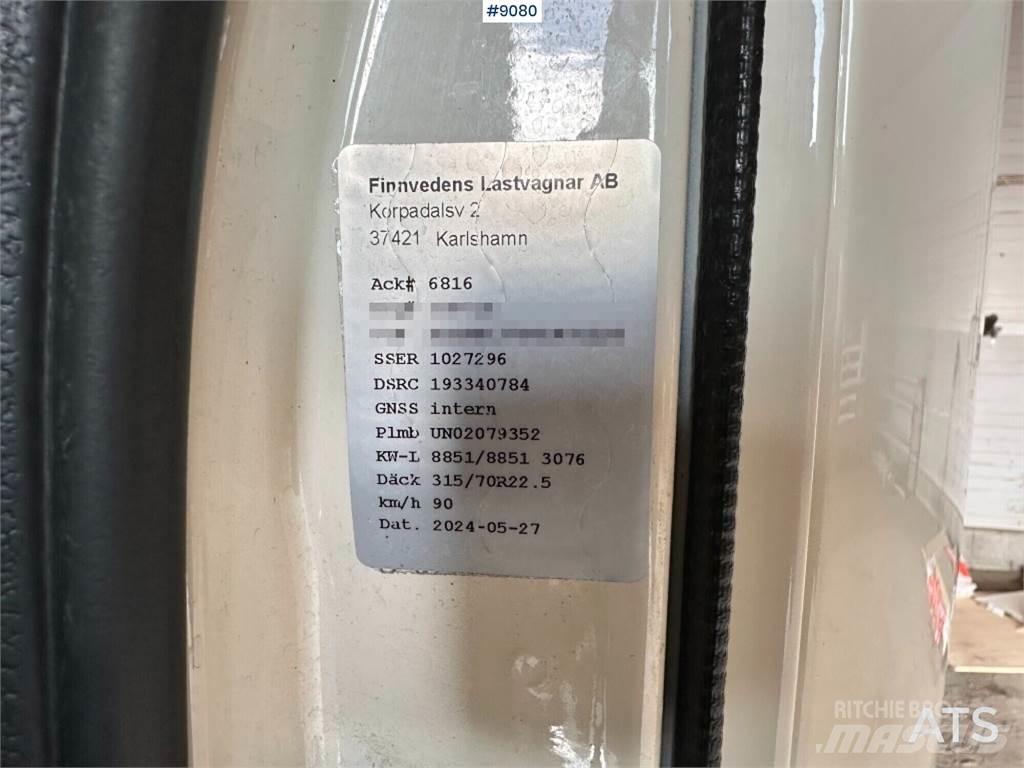 #9080
Finnvedens Lastvagnar AB
Korpadalsv 2
37421 Karlshamn
Ack# 6816
SSER 1027296
DSRC 193340784
GNSS intern
Plmb UN02079352
KW-L 8851/8851 3076
Däck 315/70R22.5
km/h 90
Dat. 2024-05-27
RITCHIE BROS
MASCUS
ATS